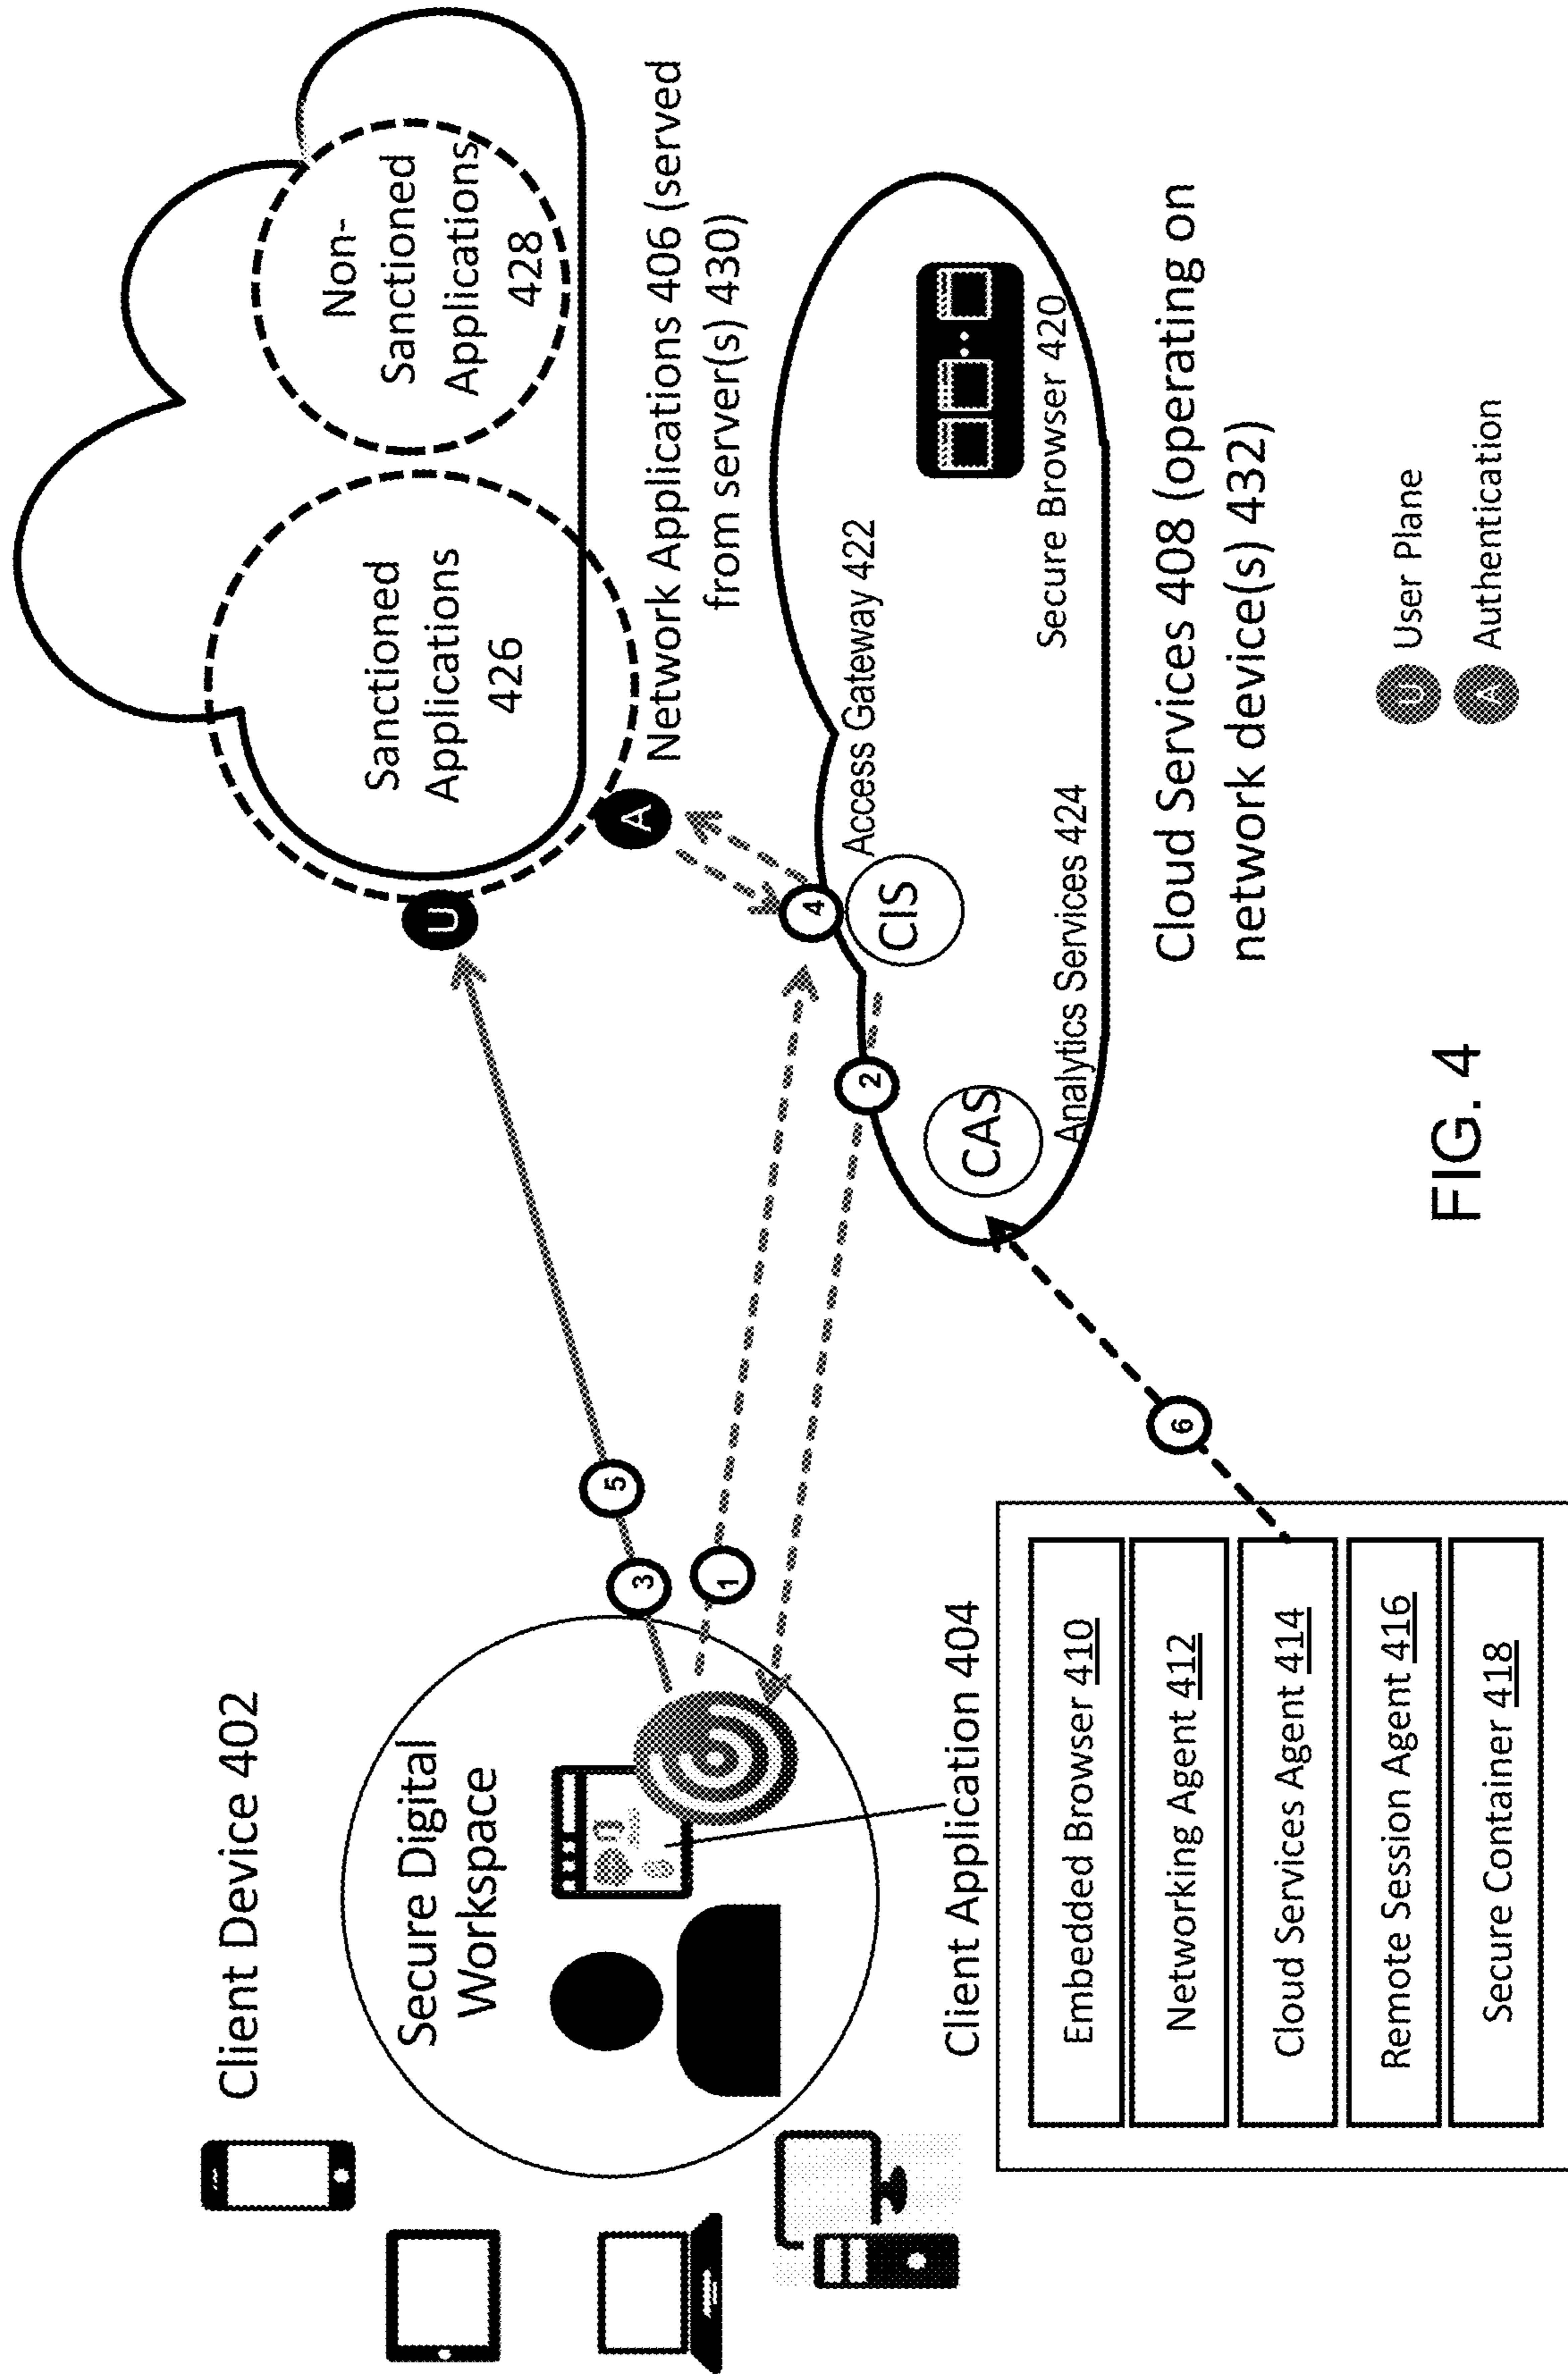 Client Device 402
Secure Digital
Workspace
Client Application 404
Embedded Browser 410
Networking Agent 412
Cloud Services Agent 414
Remote Session Agent 416
Secure Container 418
3
5
1
2
4
6
U
A
Sanctioned
Applications
426
Non-
Sanctioned
Applications
428
Network Applications 406 (served
from server(s) 430)
Access Gateway 422
CIS
CAS
Analytics Services 424
Secure Browser 420
Cloud Services 408 (operating on
network device(s) 432)
U User Plane
A Authentication
FIG. 4